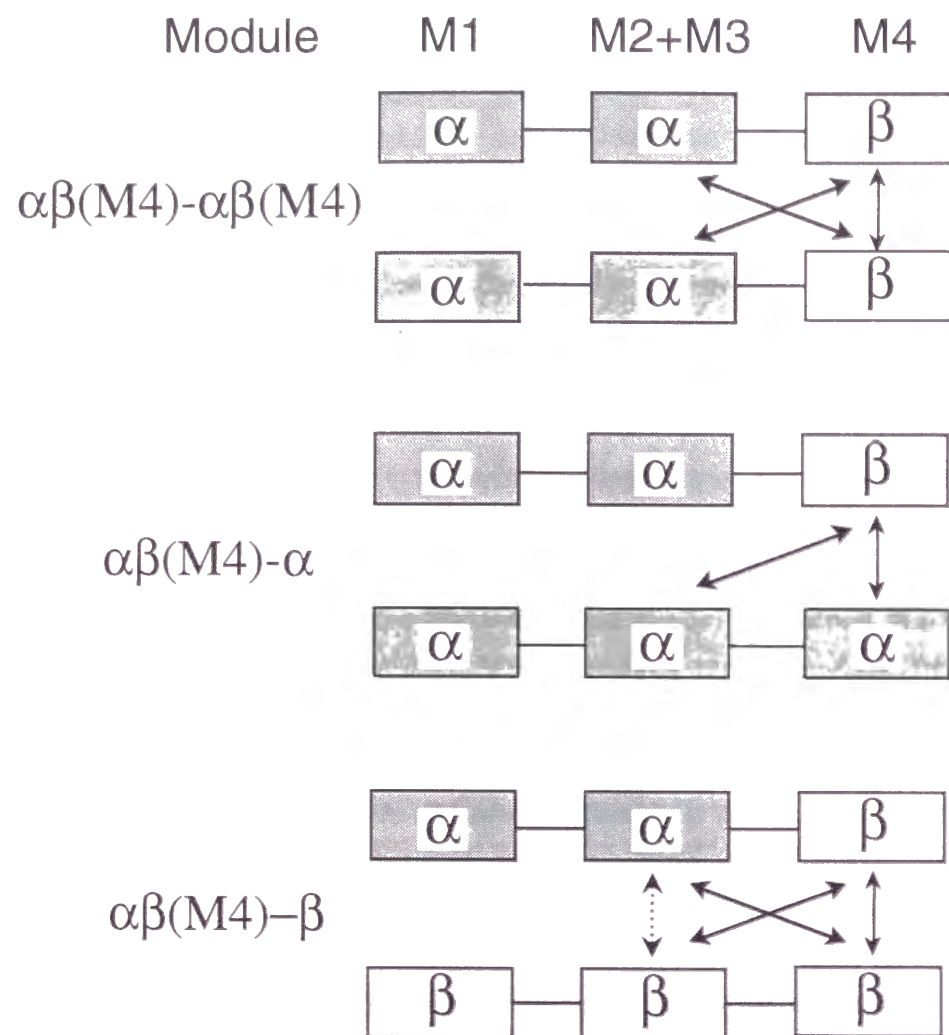 Module M1 M2+M3 M4
α α β
αβ(M4)-αβ(M4)
α α β
α α β
αβ(M4)-α
α α α
α α β
αβ(M4)–β
β β β